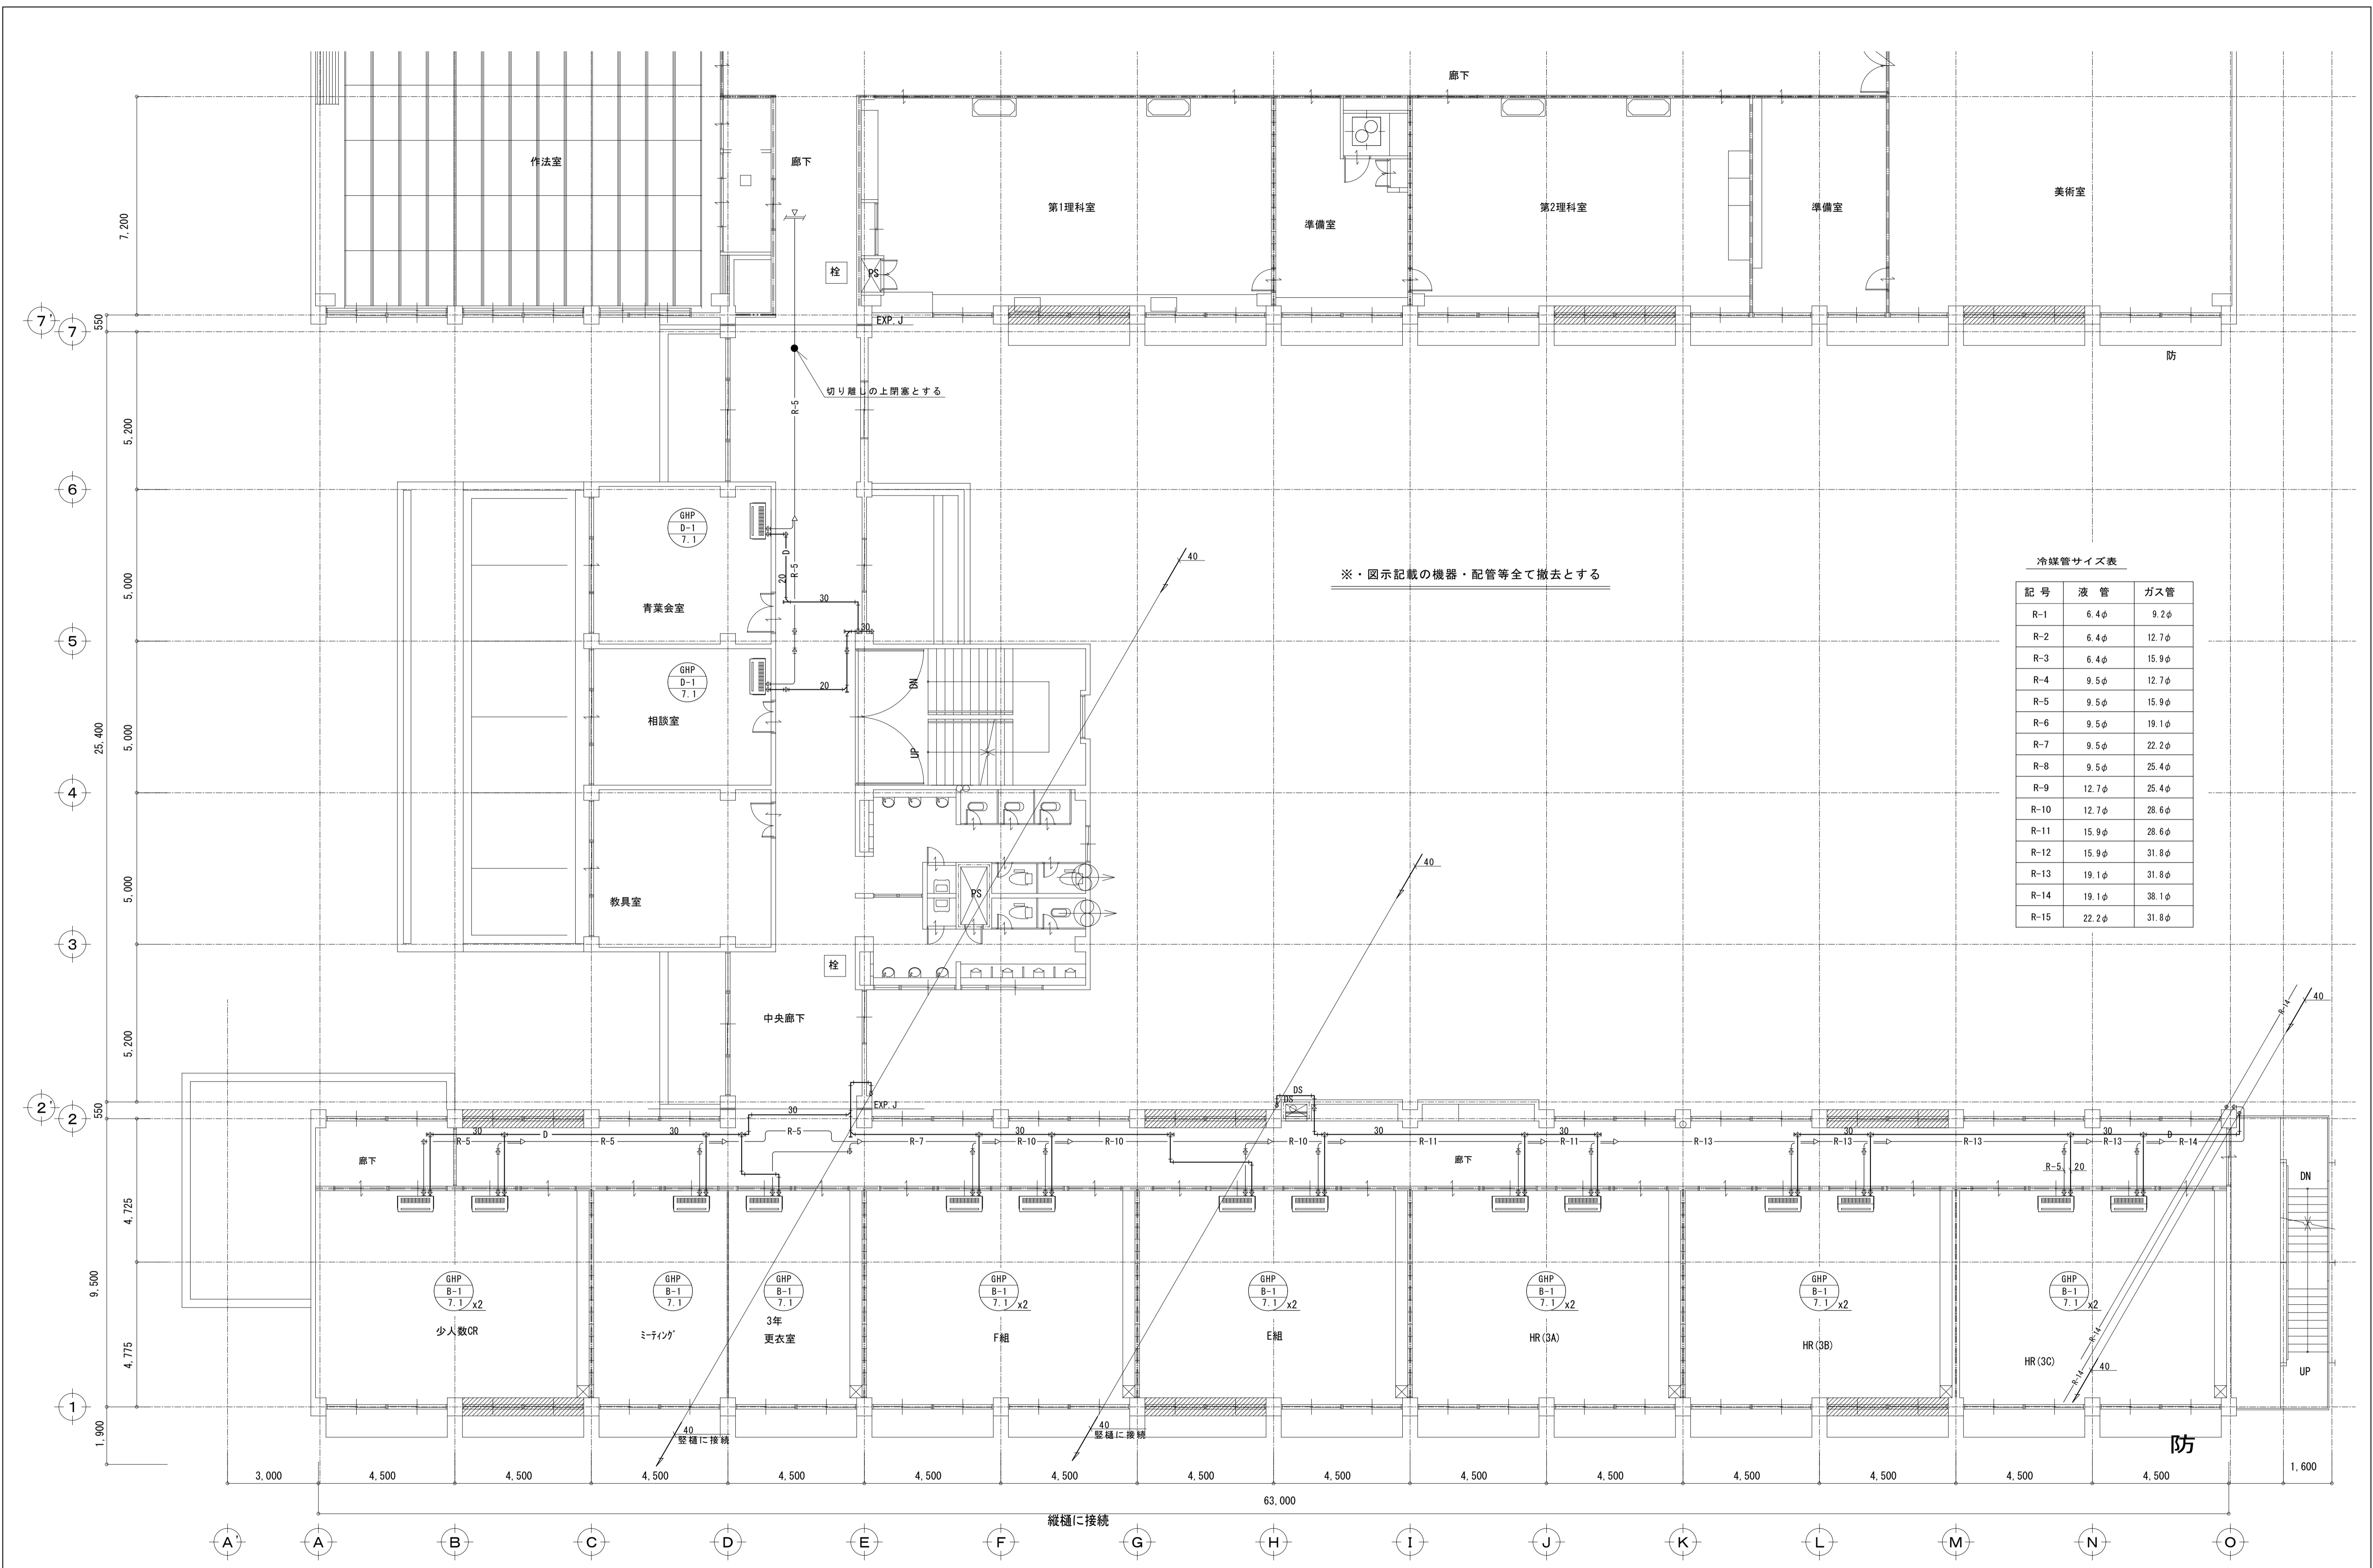 廊下
作法室
廊下
第1理科室
準備室
第2理科室
準備室
美術室
7,200
栓
PS
EXP.J
7'
7
550
防
切り離しの上閉塞とする
R-5
5,200
6
GHP
D-1
7.1
D
R-5
20
30
青葉会室
5,000
30
5
40
※・図示記載の機器・配管等全て撤去とする
冷媒管サイズ表
記 号 液 管 ガス管
R-1 6.4φ 9.2φ
R-2 6.4φ 12.7φ
R-3 6.4φ 15.9φ
R-4 9.5φ 12.7φ
R-5 9.5φ 15.9φ
R-6 9.5φ 19.1φ
R-7 9.5φ 22.2φ
R-8 9.5φ 25.4φ
R-9 12.7φ 25.4φ
R-10 12.7φ 28.6φ
R-11 15.9φ 28.6φ
R-12 15.9φ 31.8φ
R-13 19.1φ 31.8φ
R-14 19.1φ 38.1φ
R-15 22.2φ 31.8φ
GHP
D-1
7.1
20
DN
相談室
UP
25,400
5,000
4
40
教具室
PS
5,000
3
栓
中央廊下
5,200
R-14
40
2'
2
550
EXP.J
DS
DS
30
30 D 30 30 30 30 30 30 D
R-5 R-5 R-5 R-7 R-10 R-10 R-10 R-11 R-11 R-13 R-13 R-13 R-13 R-14
廊下
廊下
R-5 20
DN
4,725
9,500
GHP
B-1
7.1 x2
少人数CR
GHP
B-1
7.1
ミーティング
GHP
B-1
7.1
3年
更衣室
GHP
B-1
7.1 x2
F組
GHP
B-1
7.1 x2
E組
GHP
B-1
7.1 x2
HR(3A)
GHP
B-1
7.1 x2
HR(3B)
GHP
B-1
7.1 x2
HR(3C)
R-14
R-14
40
UP
4,775
1
1,900
40
竪樋に接続
40
竪樋に接続
防
3,000 4,500 4,500 4,500 4,500 4,500 4,500 4,500 4,500 4,500 4,500 4,500 4,500 4,500 4,500 1,600
63,000
縦樋に接続
A' A B C D E F G H I J K L M N O